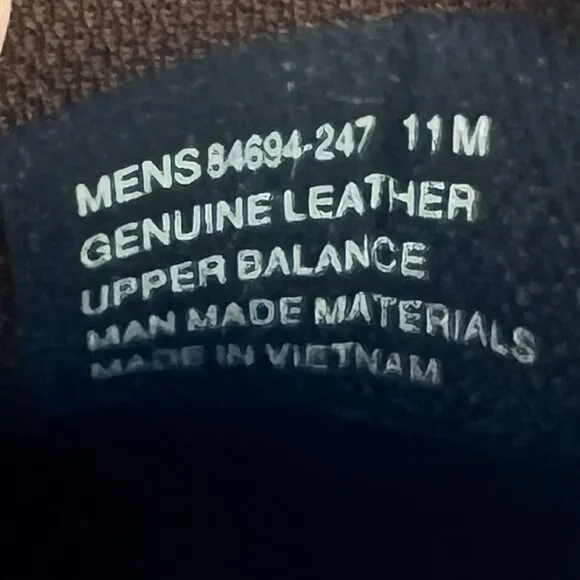 MENS 84694-247 11 M
GENUINE LEATHER
UPPER BALANCE
MAN MADE MATERIALS
MADE IN VIETNAM